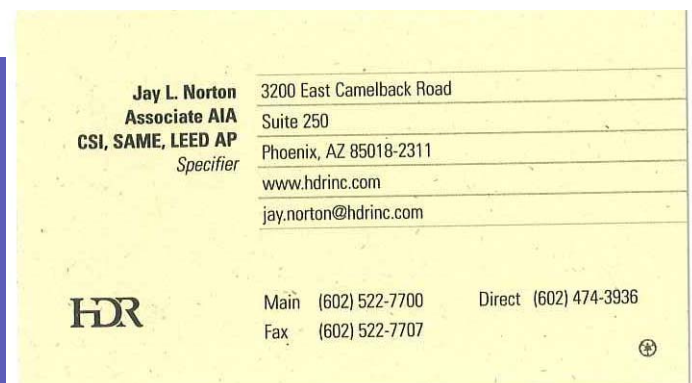 Jay L. Norton
Associate AIA
CSI, SAME, LEED AP
Specifier
3200 East Camelback Road
Suite 250
Phoenix, AZ 85018-2311
www.hdrinc.com
jay.norton@hdrinc.com
HDR
Main (602) 522-7700
Fax (602) 522-7707
Direct (602) 474-3936